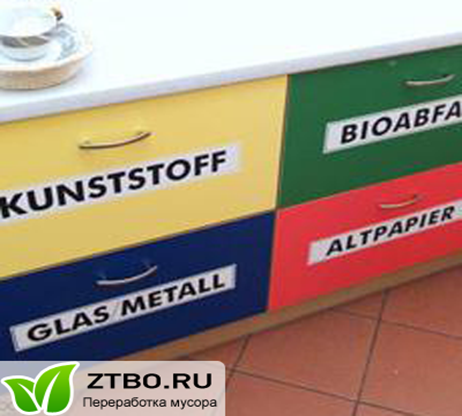 KUNSTSTOFF
BIOABFA
GLAS/METALL
ALTPAPIER
ZTBO.RU
Переработка мусора